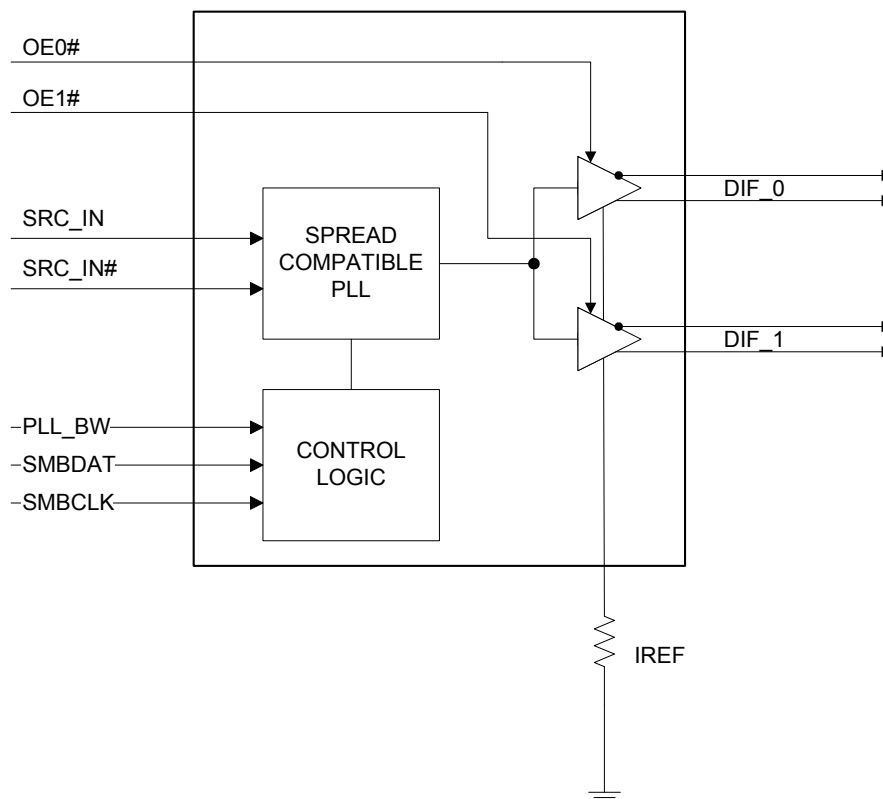 OE0#
OE1#
DIF_0
SRC_IN
SRC_IN#
SPREAD
COMPATIBLE
PLL
DIF_1
PLL_BW
SMBDAT
SMBCLK
CONTROL
LOGIC
IREF